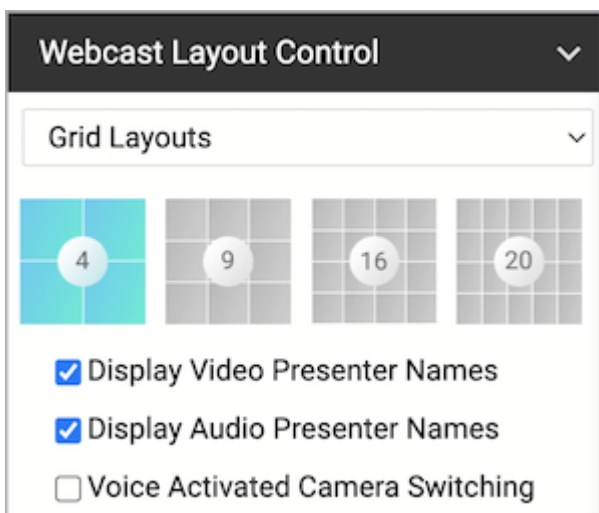 Webcast Layout Control
Grid Layouts
4 9 16 20
Display Video Presenter Names
Display Audio Presenter Names
Voice Activated Camera Switching